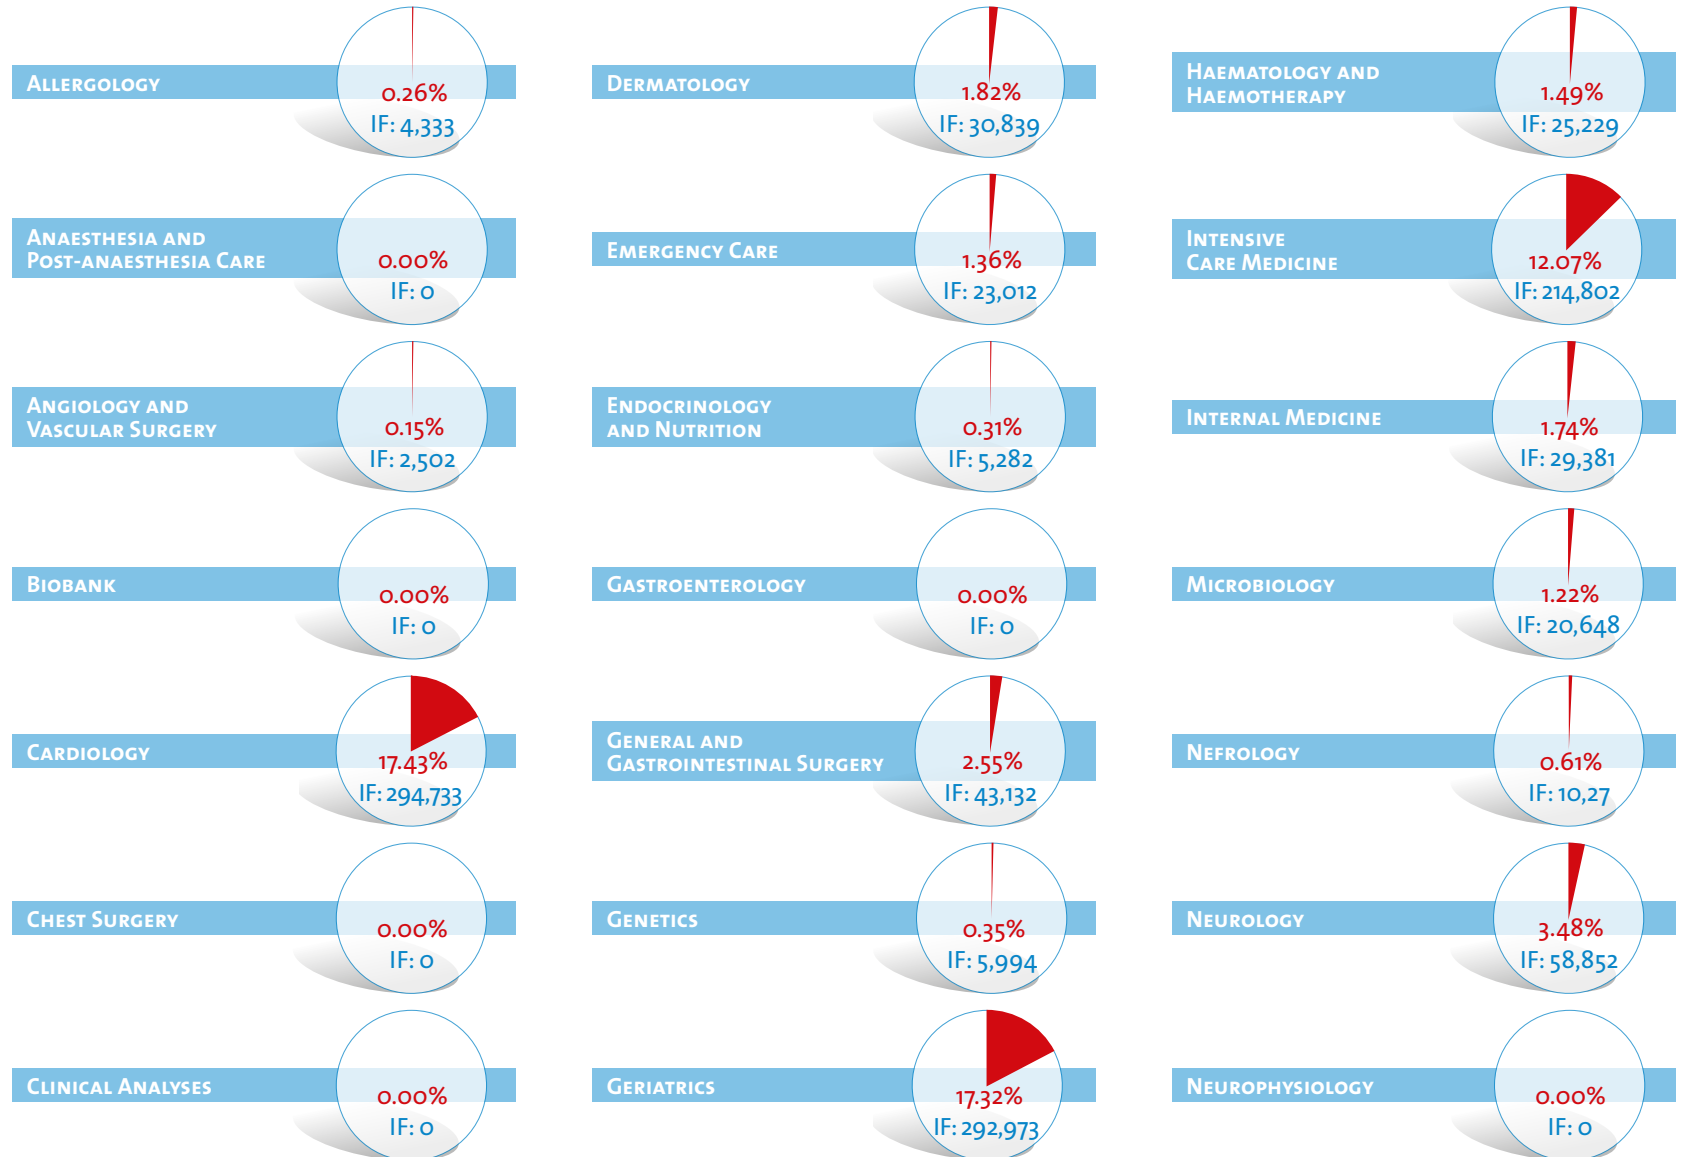 Allergology
0.26%
IF: 4,333
Anaesthesia and
Post-anaesthesia Care
0.00%
IF: 0
Angiology and
Vascular Surgery
0.15%
IF: 2,502
Biobank
0.00%
IF: 0
Cardiology
17.43%
IF: 294,733
Chest Surgery
0.00%
IF: 0
Clinical Analyses
0.00%
IF: 0
Dermatology
1.82%
IF: 30,839
Emergency Care
1.36%
IF: 23,012
Endocrinology
and Nutrition
0.31%
IF: 5,282
Gastroenterology
0.00%
IF: 0
General and
Gastrointestinal Surgery
2.55%
IF: 43,132
Genetics
0.35%
IF: 5,994
Geriatrics
17.32%
IF: 292,973
Haematology and
Haemotherapy
1.49%
IF: 25,229
Intensive
Care Medicine
12.07%
IF: 214,802
Internal Medicine
1.74%
IF: 29,381
Microbiology
1.22%
IF: 20,648
Nefrology
0.61%
IF: 10,27
Neurology
3.48%
IF: 58,852
Neurophysiology
0.00%
IF: 0